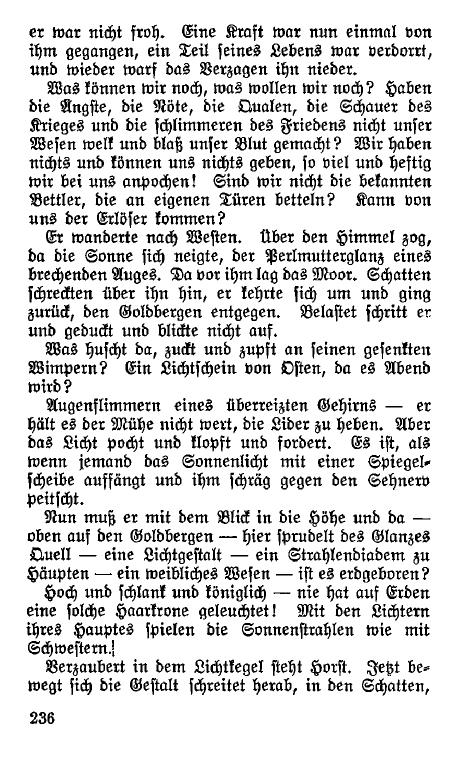 er war nicht froh. Eine Kraft war nun einmal von
ihm gegangen, ein Teil seines Lebens war verdorrt,
und wieder warf das Verzagen ihn nieder.
Was können wir noch, was wollen wir noch? Haben
die Ängste, die Nöte, die Qualen, die Schauer des
Krieges und die schlimmeren des Friedens nicht unser
Wesen welk und blaß unser Blut gemacht? Wir haben
nichts und können uns nichts geben, so viel und heftig
wir bei uns anpochen! Sind wir nicht die bekannten
Bettler, die an eigenen Türen betteln? Kann von
uns der Erlöser kommen?
Er wanderte nach Westen. Über den Himmel zog,
da die Sonne sich neigte, der Perlmutterglanz eines
brechenden Auges. Da vor ihm lag das Moor. Schatten
schreckten über ihn hin, er kehrte sich um und ging
zurück, den Goldbergen entgegen. Belastet schritt er
und geduckt und blickte nicht auf.
Was huscht da, zuckt und zupft an seinen gesenkten
Wimpern? Ein Lichtschein von Osten, da es Abend
wird?
Augenflimmern eines überreizten Gehirns — er
hält es der Mühe nicht wert, die Lider zu heben. Aber
das Licht pocht und klopft und fordert. Es ist, als
wenn jemand das Sonnenlicht mit einer Spiegel-
scheibe auffängt und ihm schräg gegen den Sehnerv
peitscht.
Nun muß er mit dem Blick in die Höhe und da —
oben auf den Goldbergen — hier sprudelt des Glanzes
Quell — eine Lichtgestalt — ein Strahlendiadem zu
Häupten — ein weibliches Wesen — ist es erdgeboren?
Hoch und schlank und königlich — nie hat auf Erden
eine solche Haarkrone geleuchtet! Mit den Lichtern
ihres Hauptes spielen die Sonnenstrahlen wie mit
Schwestern.
Verzaubert in dem Lichtkegel steht Horst. Jetzt be-
wegt sich die Gestalt schreitet herab, in den Schatten,
236